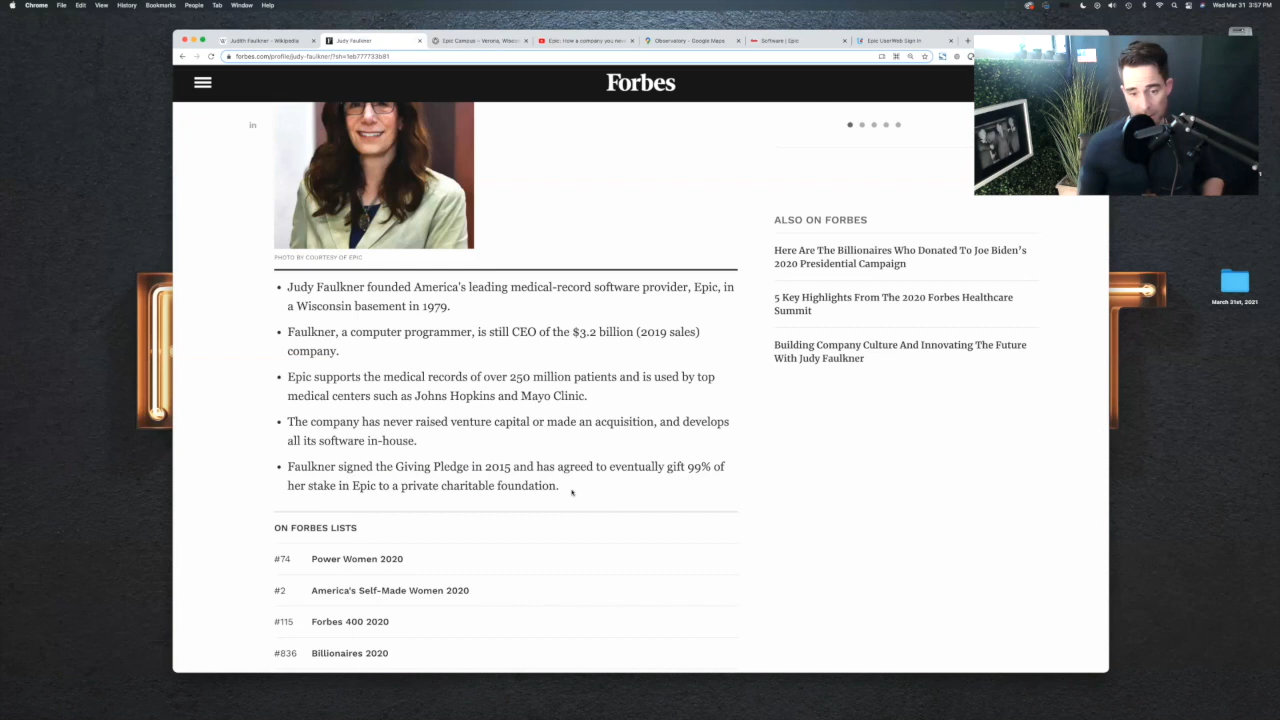 Chrome File Edit View History Bookmarks People Tab Window Help
Wed Mar 31 3:57 PM
Judith Faulkner - Wikipedia
Judy Faulkner
Epic Campus – Verona, Wiscon
Epic: how a company you nev
Observatory - Google Maps
Software | Epic
Epic UserWeb Sign In
forbes.com/profile/judy-faulkner/?sh=1eb777733b81
Forbes
in
PHOTO BY COURTESY OF EPIC
• Judy Faulkner founded America's leading medical-record software provider, Epic, in
a Wisconsin basement in 1979.
• Faulkner, a computer programmer, is still CEO of the $3.2 billion (2019 sales)
company.
• Epic supports the medical records of over 250 million patients and is used by top
medical centers such as Johns Hopkins and Mayo Clinic.
• The company has never raised venture capital or made an acquisition, and develops
all its software in-house.
• Faulkner signed the Giving Pledge in 2015 and has agreed to eventually gift 99% of
her stake in Epic to a private charitable foundation.
ON FORBES LISTS
#74 Power Women 2020
#2 America's Self-Made Women 2020
#115 Forbes 400 2020
#836 Billionaires 2020
ALSO ON FORBES
Here Are The Billionaires Who Donated To Joe Biden's
2020 Presidential Campaign
5 Key Highlights From The 2020 Forbes Healthcare
Summit
Building Company Culture And Innovating The Future
With Judy Faulkner
March 31st, 2021